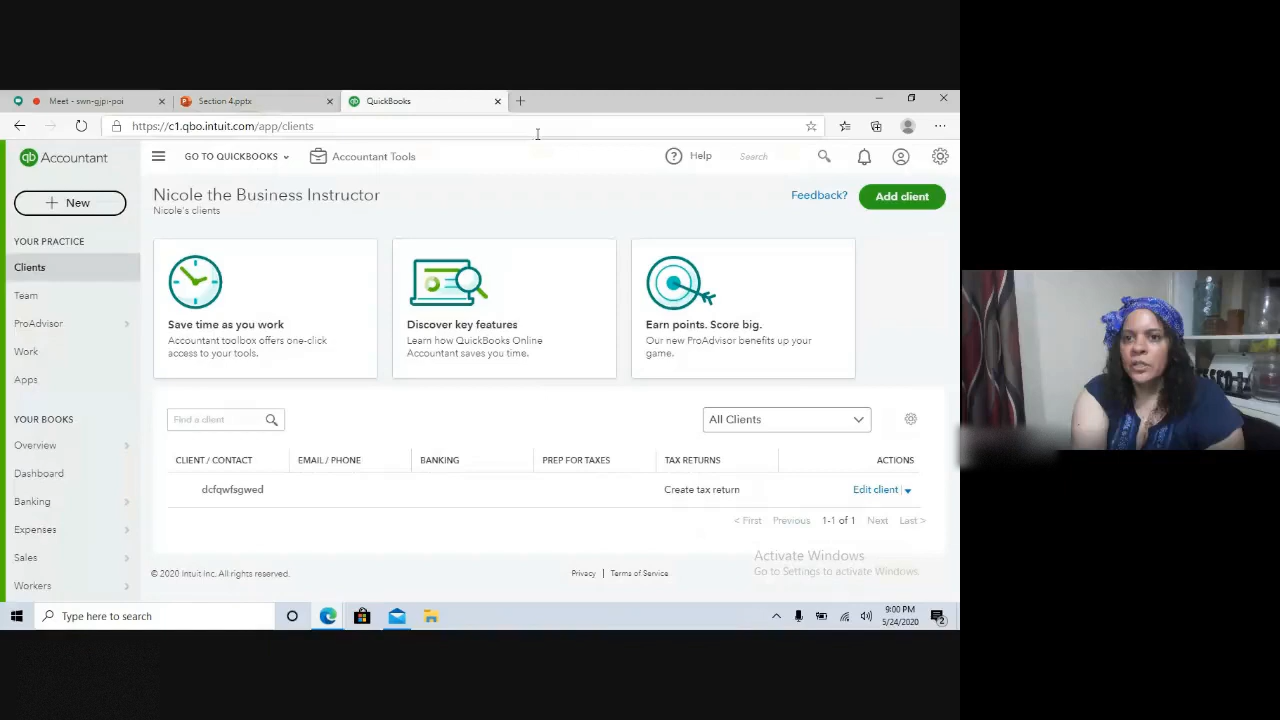 Meet - swn-gjpi-poi
Section 4.pptx
QuickBooks
https://c1.qbo.intuit.com/app/clients
qb Accountant
GO TO QUICKBOOKS
Accountant Tools
Help
Search
+ New
Nicole the Business Instructor
Nicole's clients
Feedback?
Add client
YOUR PRACTICE
Clients
Team
ProAdvisor
Work
Apps
YOUR BOOKS
Overview
Dashboard
Banking
Expenses
Sales
Workers
Save time as you work
Accountant toolbox offers one-click
access to your tools.
Discover key features
Learn how QuickBooks Online
Accountant saves you time.
Earn points. Score big.
Our new ProAdvisor benefits up your
game.
Find a client
All Clients
CLIENT / CONTACT EMAIL / PHONE BANKING PREP FOR TAXES TAX RETURNS ACTIONS
dcfqwfsgwed Create tax return Edit client
< First Previous 1-1 of 1 Next Last >
Activate Windows
Go to Settings to activate Windows.
© 2020 Intuit Inc. All rights reserved.
Privacy | Terms of Service
Type here to search
9:00 PM
5/24/2020
2